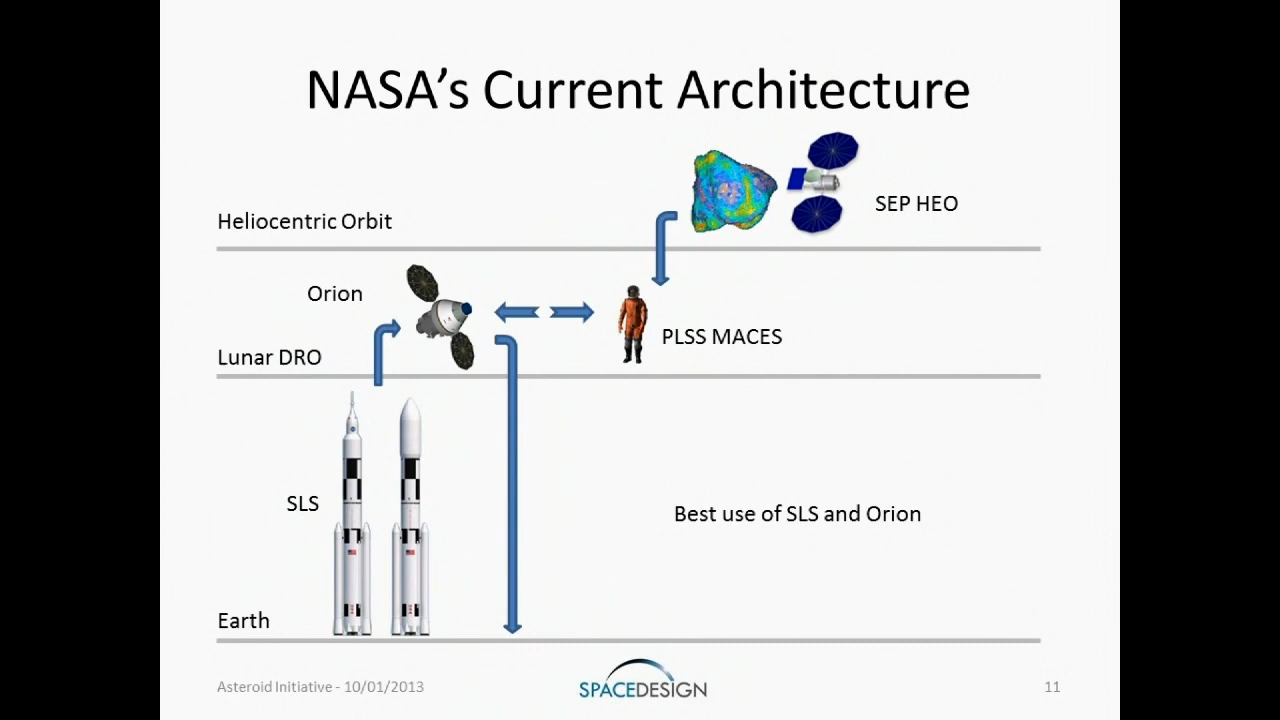 NASA's Current Architecture
SEP HEO
Heliocentric Orbit
Orion
PLSS MACES
Lunar DRO
SLS
Best use of SLS and Orion
Earth
Asteroid Initiative - 10/01/2013
SPACEDESIGN
11